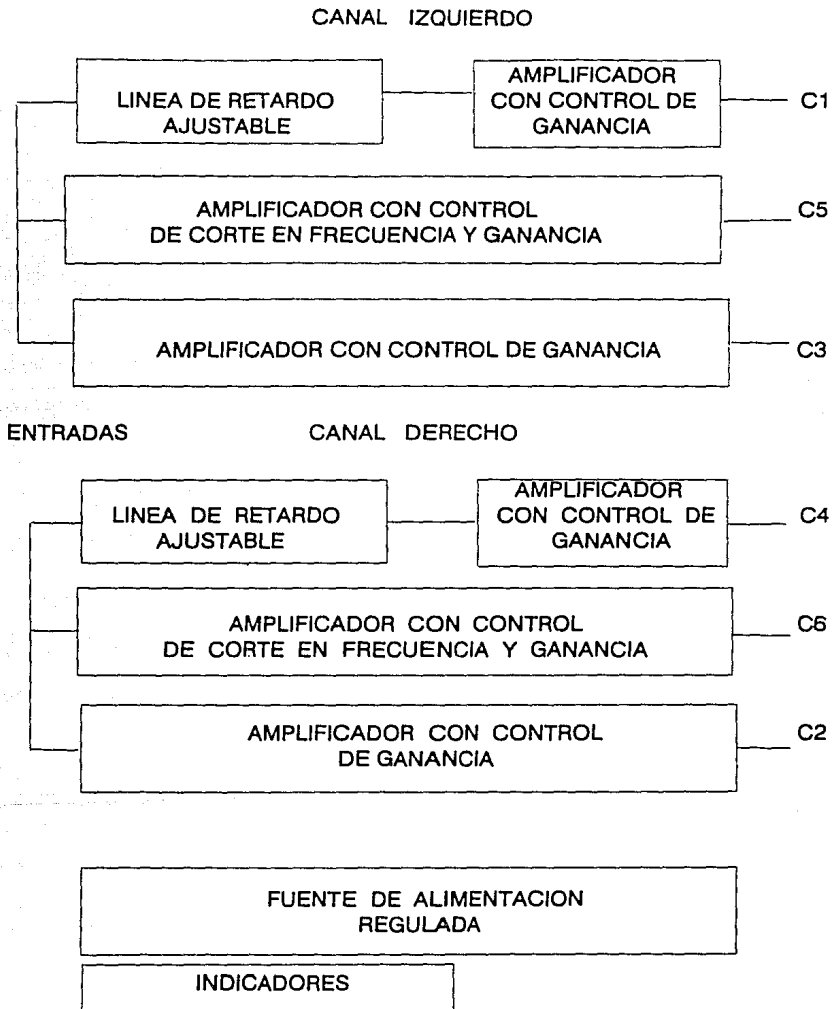 CANAL IZQUIERDO
LINEA DE RETARDO
AJUSTABLE
AMPLIFICADOR
CON CONTROL DE
GANANCIA
C1
AMPLIFICADOR CON CONTROL
DE CORTE EN FRECUENCIA Y GANANCIA
C5
AMPLIFICADOR CON CONTROL DE GANANCIA
C3
ENTRADAS
CANAL DERECHO
LINEA DE RETARDO
AJUSTABLE
AMPLIFICADOR
CON CONTROL DE
GANANCIA
C4
AMPLIFICADOR CON CONTROL
DE CORTE EN FRECUENCIA Y GANANCIA
C6
AMPLIFICADOR CON CONTROL
DE GANANCIA
C2
FUENTE DE ALIMENTACION
REGULADA
INDICADORES